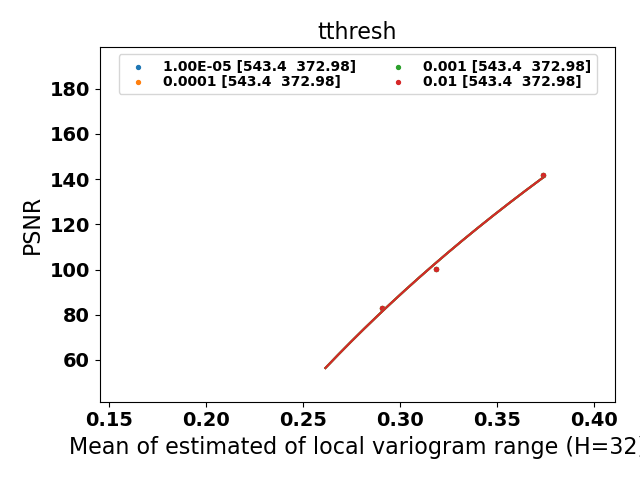 tthresh
1.00E-05 [543.4  372.98]
0.0001 [543.4  372.98]
0.001 [543.4  372.98]
0.01 [543.4  372.98]
PSNR
180
160
140
120
100
80
60
0.15 0.20 0.25 0.30 0.35 0.40
Mean of estimated of local variogram range (H=32)